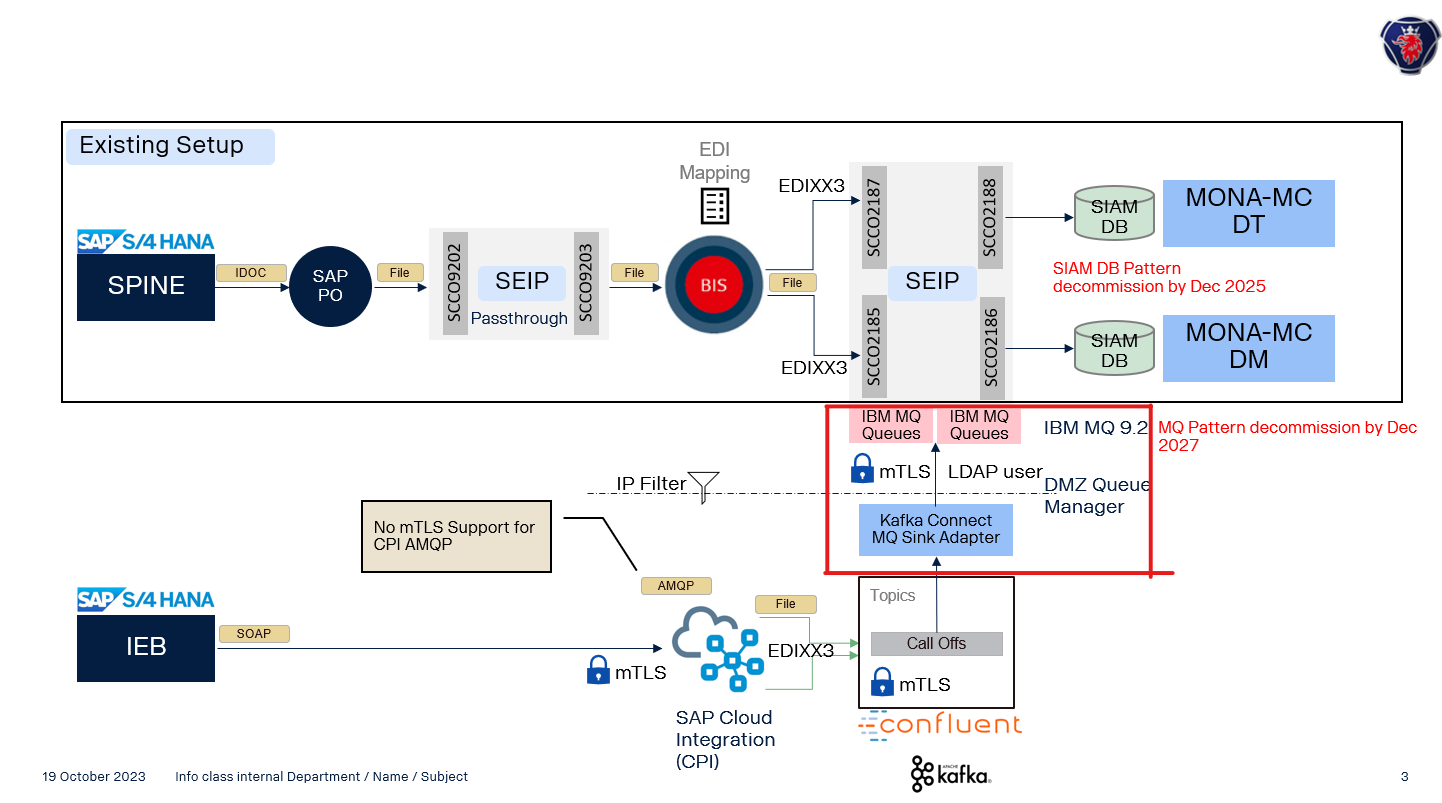 Existing Setup
EDI
Mapping
EDIXX3
SCCO2187
SCCO2188
SIAM
DB
MONA-MC
DT
SAP S/4 HANA
SPINE
IDOC
SAP
PO
File
SCCO9202
SEIP
Passthrough
SCCO9203
File
BIS
File
SEIP
SIAM DB Pattern
decommission by Dec 2025
EDIXX3
SCCO2185
SCCO2186
SIAM
DB
MONA-MC
DM
IBM MQ
Queues
IBM MQ
Queues
IBM MQ 9.2
MQ Pattern decommission by Dec
2027
mTLS
LDAP user
IP Filter
DMZ Queue
Manager
No mTLS Support for
CPI AMQP
Kafka Connect
MQ Sink Adapter
AMQP
SAP S/4 HANA
IEB
SOAP
mTLS
File
EDIXX3
Topics
Call Offs
mTLS
SAP Cloud
Integration
(CPI)
confluent
APACHE
kafka
19 October 2023
Info class internal Department / Name / Subject
3